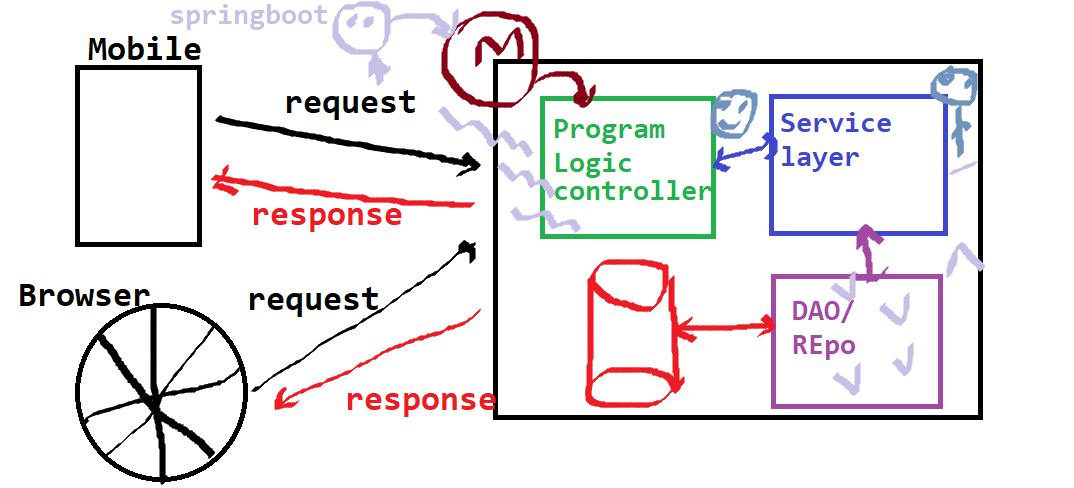 springboot
Mobile
M
request
response
Browser
request
response
Program
Logic
controller
Service
layer
DAO/
REpo